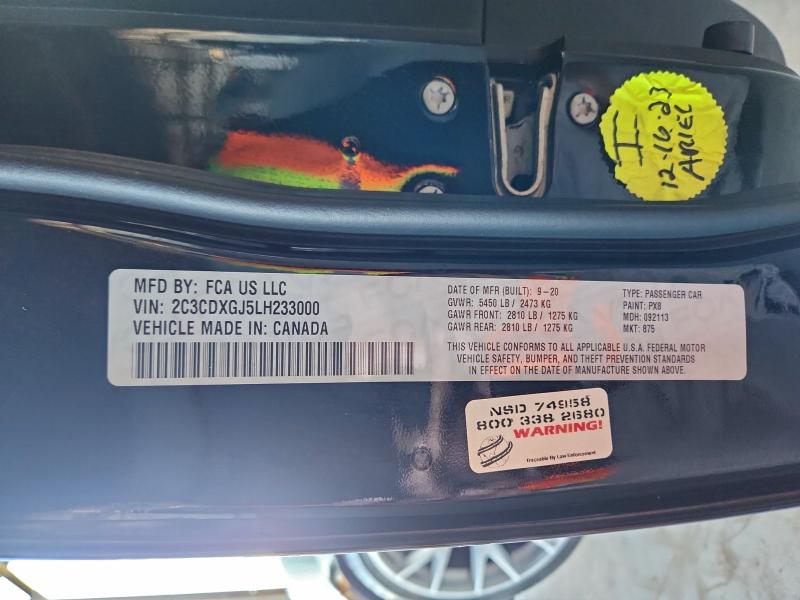 I
12-16-23
ARIEL
MFD BY: FCA US LLC
VIN: 2C3CDXGJ5LH233000
VEHICLE MADE IN: CANADA
DATE OF MFR (BUILT): 9-20
GVWR: 5450 LB / 2473 KG
GAWR FRONT: 2810 LB / 1275 KG
GAWR REAR: 2810 LB / 1275 KG
TYPE: PASSENGER CAR
PAINT: PX8
MDH: 092113
MKT: 875
THIS VEHICLE CONFORMS TO ALL APPLICABLE U.S.A. FEDERAL MOTOR
VEHICLE SAFETY, BUMPER, AND THEFT PREVENTION STANDARDS
IN EFFECT ON THE DATE OF MANUFACTURE SHOWN ABOVE.
NSD 74958
800 338 2680
WARNING!
Traceable By Law Enforcement